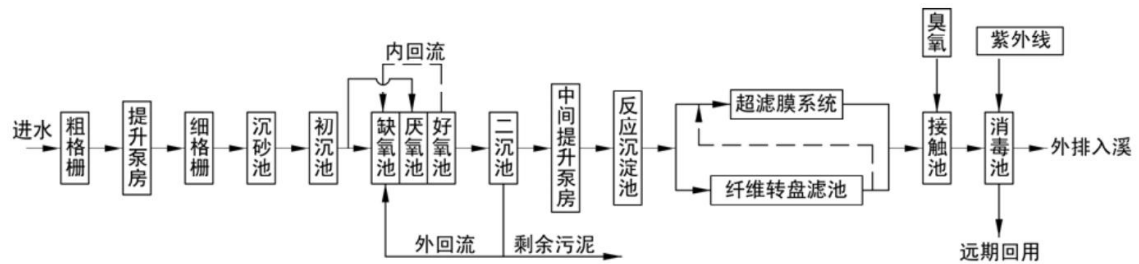 进水
粗格栅
提升泵房
细格栅
沉砂池
初沉池
内回流
缺氧池
厌氧池
好氧池
二沉池
外回流
剩余污泥
中间提升泵房
反应沉淀池
超滤膜系统
纤维转盘滤池
臭氧
接触池
紫外线
消毒池
外排入溪
远期回用